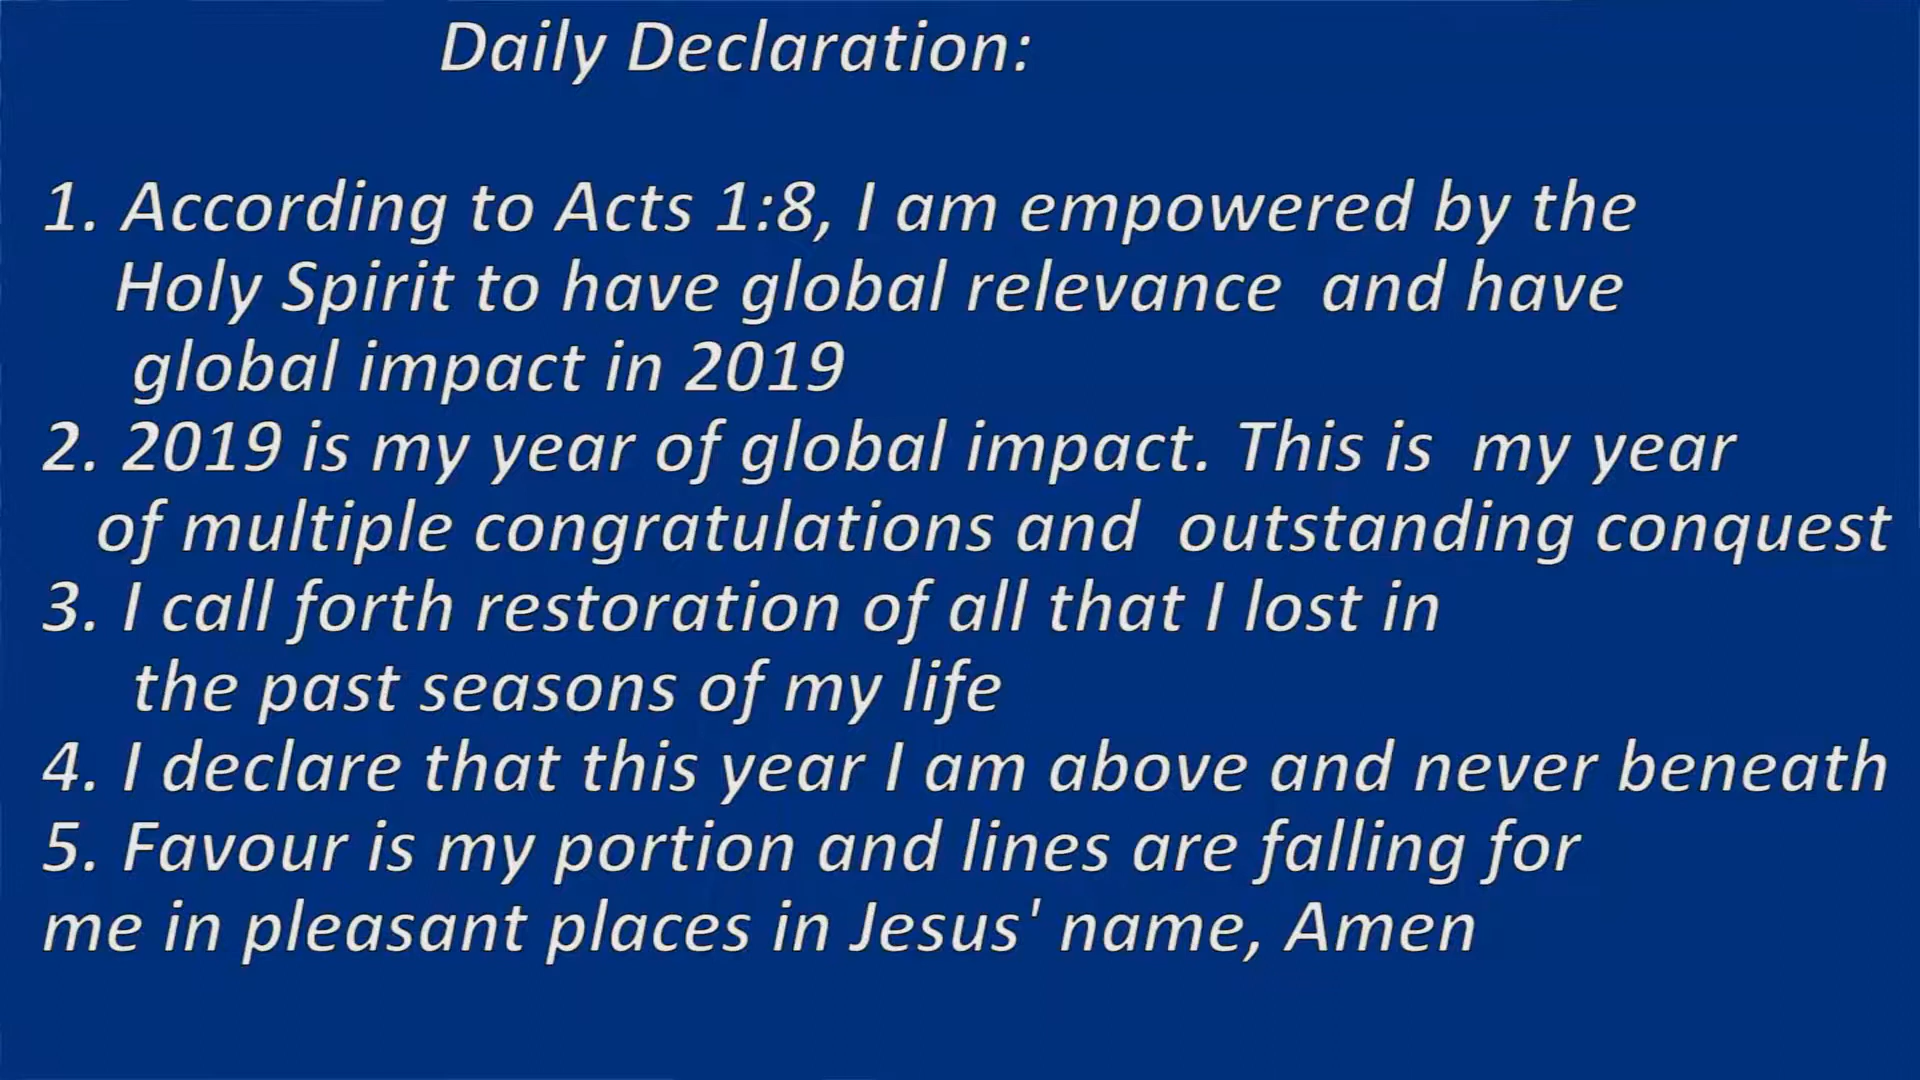 Daily Declaration:
1. According to Acts 1:8, I am empowered by the
Holy Spirit to have global relevance  and have
global impact in 2019
2. 2019 is my year of global impact. This is  my year
of multiple congratulations and  outstanding conquest
3. I call forth restoration of all that I lost in
the past seasons of my life
4. I declare that this year I am above and never beneath
5. Favour is my portion and lines are falling for
me in pleasant places in Jesus' name, Amen